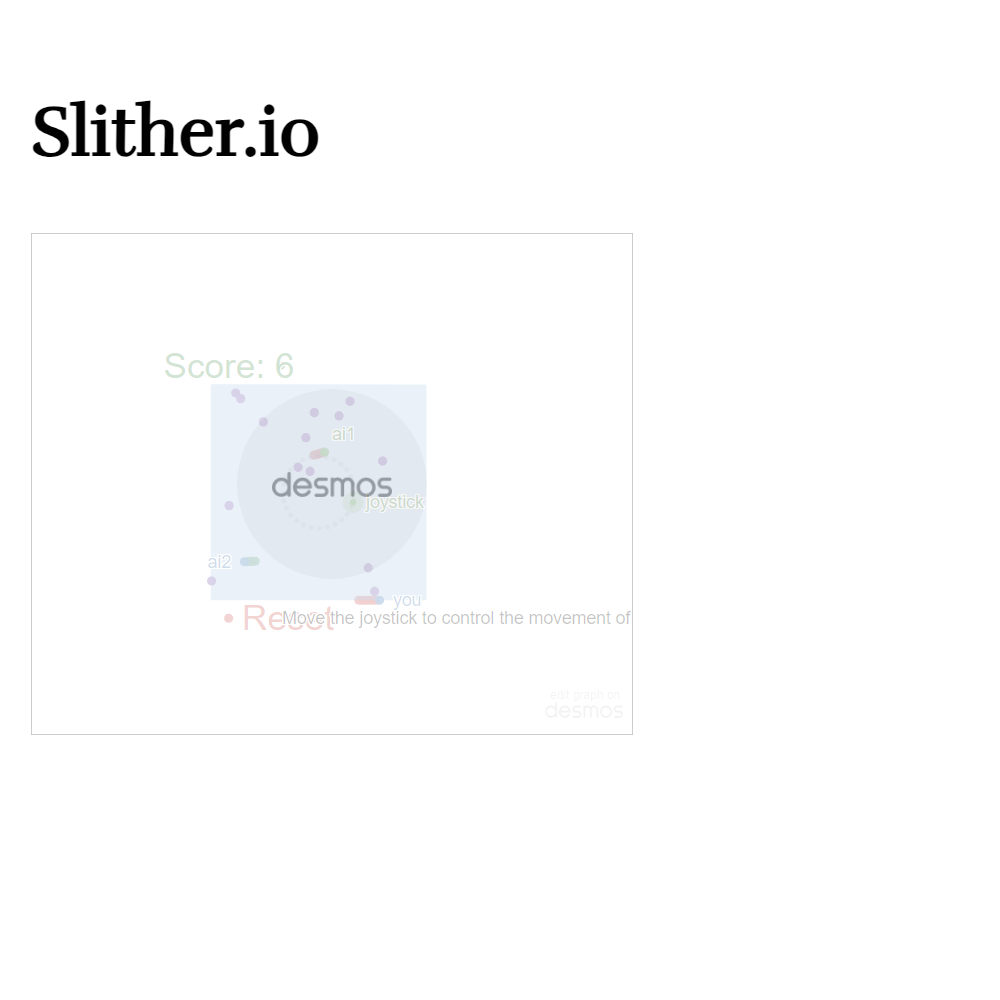 Slither.io
Score: 6
ai1
desmos
joystick
ai2
you
Reset
Move the joystick to control the movement of
edit graph on
desmos